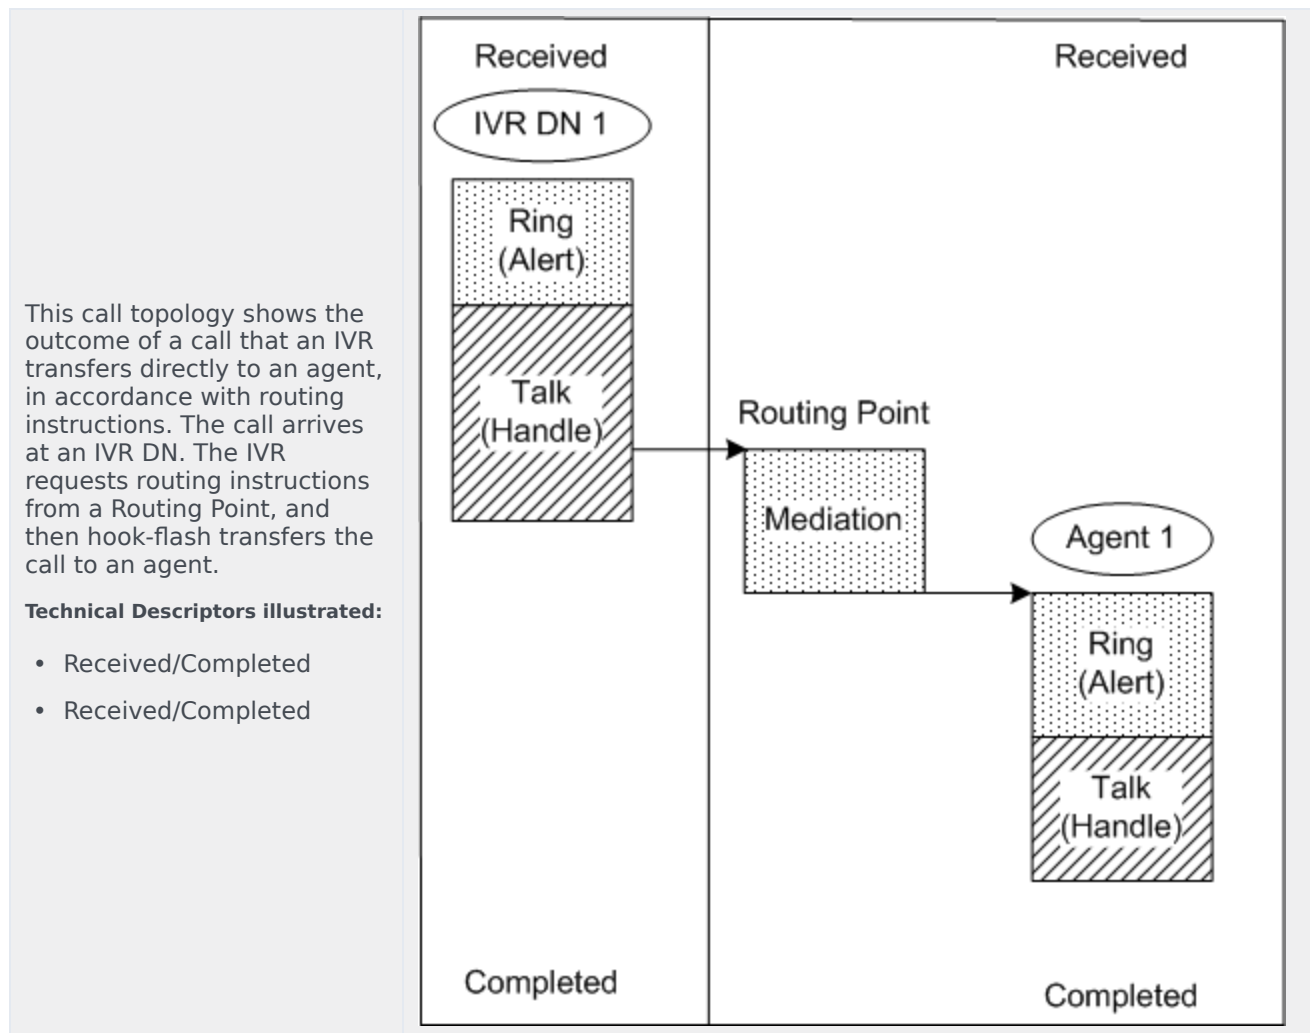 This call topology shows the
outcome of a call that an IVR
transfers directly to an agent,
in accordance with routing
instructions. The call arrives
at an IVR DN. The IVR
requests routing instructions
from a Routing Point, and
then hook-flash transfers the
call to an agent.
Technical Descriptors illustrated:
• Received/Completed
• Received/Completed
Received
IVR DN 1
Ring
(Alert)
Talk
(Handle)
Completed
Received
Routing Point
Mediation
Agent 1
Ring
(Alert)
Talk
(Handle)
Completed